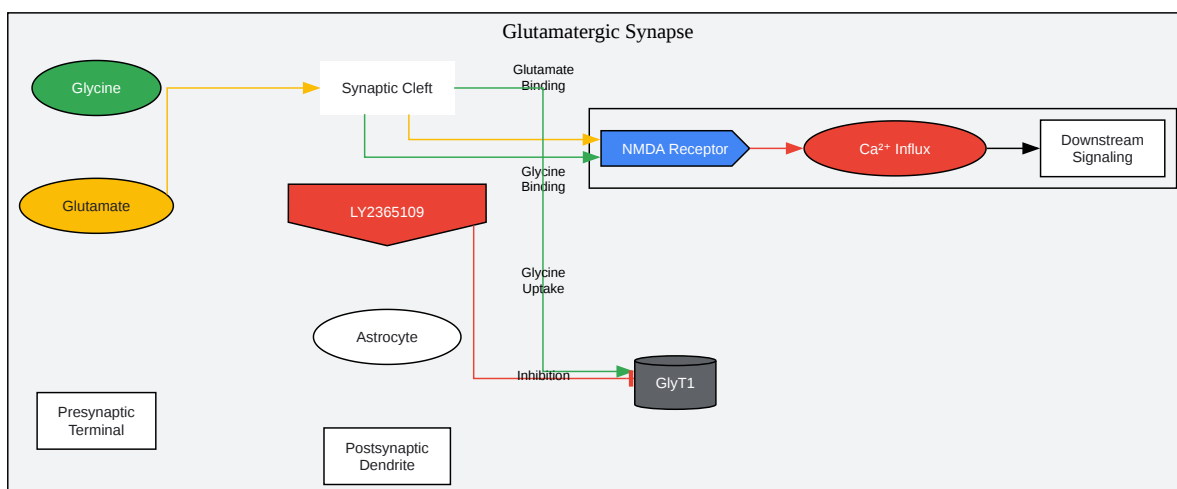 Glutamatergic Synapse
Glycine
Synaptic Cleft
Glutamate
Binding
NMDA Receptor
Ca²⁺ Influx
Downstream
Signaling
Glycine
Binding
Glutamate
LY2365109
Glycine
Uptake
Astrocyte
Inhibition
GlyT1
Presynaptic
Terminal
Postsynaptic
Dendrite